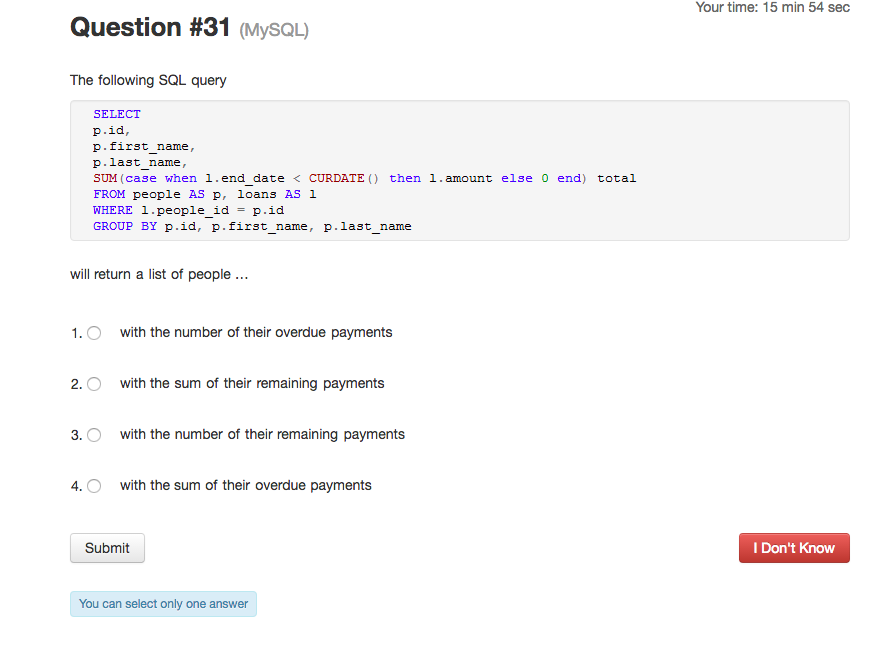 Your time: 15 min 54 sec
Question #31 (MySQL)
The following SQL query
SELECT
p.id,
p.first_name,
p.last_name,
SUM(case when l.end_date < CURDATE() then l.amount else 0 end) total
FROM people AS p, loans AS l
WHERE l.people_id = p.id
GROUP BY p.id, p.first_name, p.last_name
will return a list of people ...
1. with the number of their overdue payments
2. with the sum of their remaining payments
3. with the number of their remaining payments
4. with the sum of their overdue payments
Submit
I Don't Know
You can select only one answer